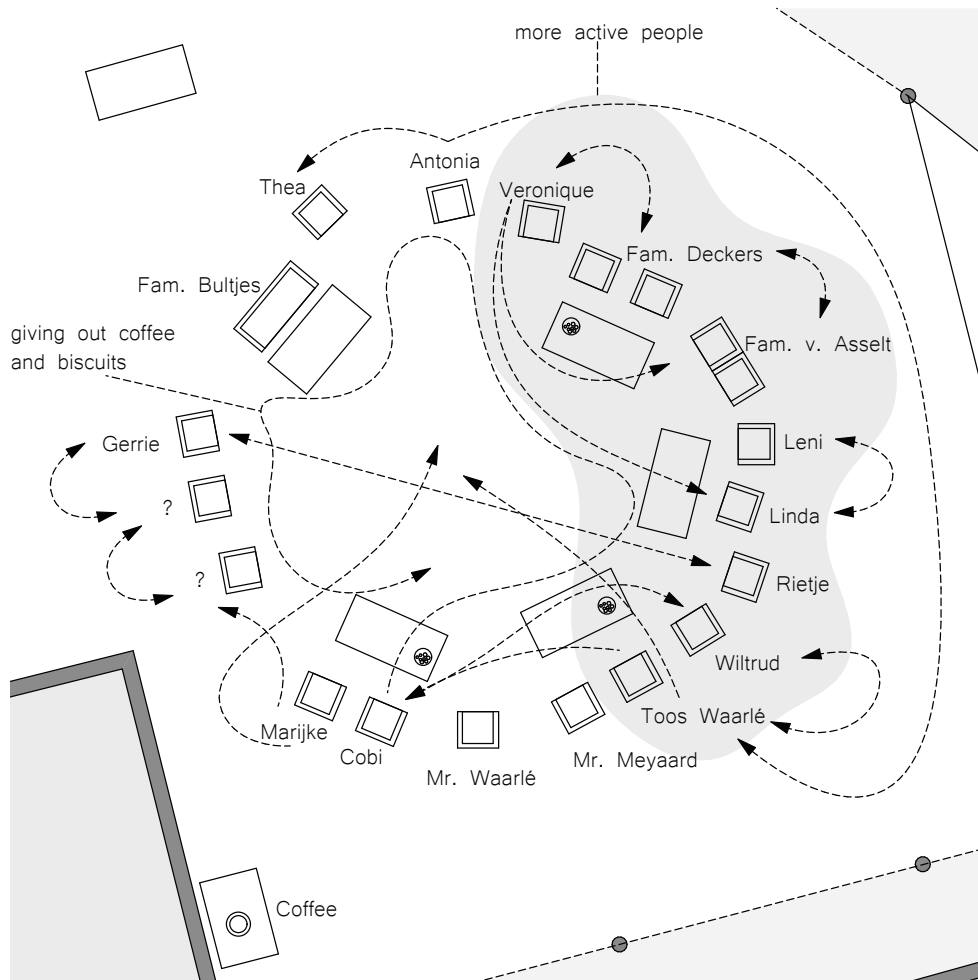 more active people
Antonia
Thea
Veronique
Fam. Deckers
Fam. Bultjes
giving out coffee
and biscuits
Fam. v. Asselt
Gerrie
Leni
?
Linda
?
Rietje
Wiltrud
Toos Waarlé
Marijke
Cobi
Mr. Meyaard
Mr. Waarlé
Coffee